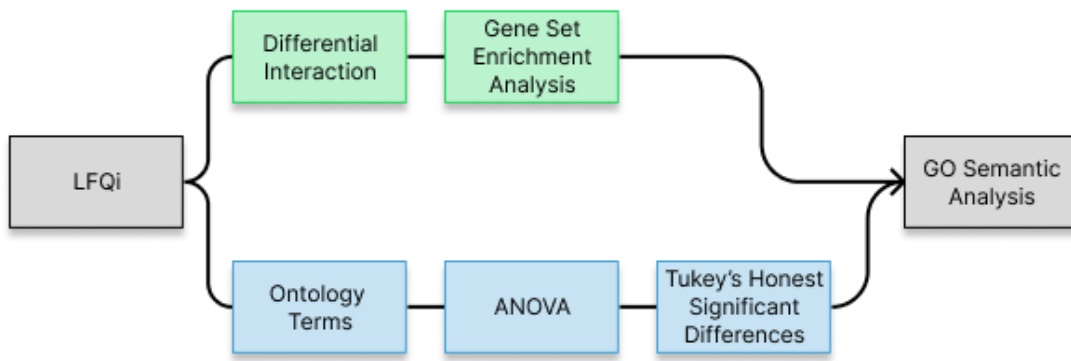 LFQi
Differential
Interaction
Gene Set
Enrichment
Analysis
Ontology
Terms
ANOVA
Tukey’s Honest
Significant
Differences
GO Semantic
Analysis